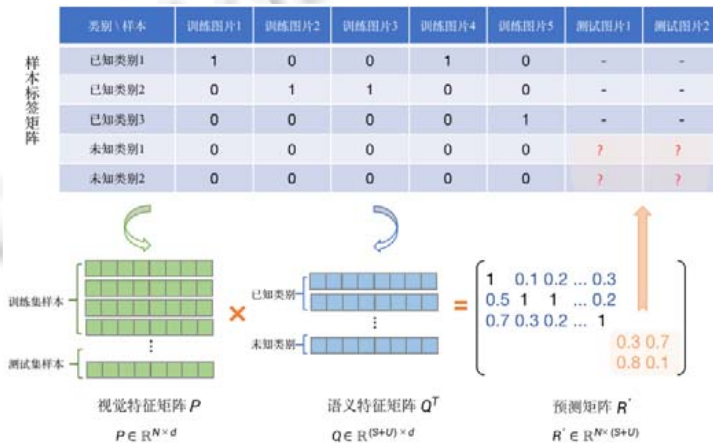 类别\样本 训练图片1 训练图片2 训练图片3 训练图片4 训练图片5 测试图片1 测试图片2
样本标签矩阵
已知类别1 1 0 0 1 0 - -
已知类别2 0 1 1 0 0 - -
已知类别3 0 0 0 0 1 - -
未知类别1 0 0 0 0 0 ? ?
未知类别2 0 0 0 0 0 ? ?
训练集样本
⋮
测试集样本
×
已知类别
⋮
未知类别
=
1 0.1 0.2 ... 0.3
0.5 1 1 ... 0.2
0.7 0.3 0.2 ... 1
0.3 0.7
0.8 0.1
视觉特征矩阵 P
语义特征矩阵 Qᵀ
预测矩阵 R'
P ∈ ℝ^{N×d}
Q ∈ ℝ^{(S+U)×d}
R' ∈ ℝ^{N×(S+U)}